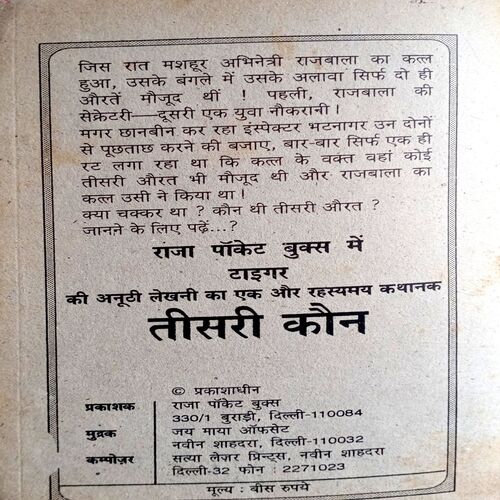 जिस रात मशहूर अभिनेत्री राजबाला का कत्ल
हुआ, उसके बंगले में उसके अलावा सिर्फ दो ही
औरतें मौजूद थीं ! पहली, राजबाला की
सेक्रेटरी—दूसरी एक युवा नौकरानी।
मगर छानबीन कर रहा इंस्पेक्टर भटनागर उन दोनों
से पूछताछ करने की बजाए, बार-बार सिर्फ एक ही
रट लगा रहा था कि कत्ल के वक्त वहां कोई
तीसरी औरत भी मौजूद थी और राजबाला का
कत्ल उसी ने किया था।
क्या चक्कर था ? कौन थी तीसरी औरत ?
जानने के लिए पढ़ें...?
राजा पॉकेट बुक्स में
टाइगर
की अनूठी लेखनी का एक और रहस्यमय कथानक
तीसरी कौन
© प्रकाशाधीन
प्रकाशक राजा पॉकेट बुक्स
330/1 बुराड़ी, दिल्ली-110084
मुद्रक जय माया ऑफसेट
नवीन शाहदरा, दिल्ली-110032
कम्पोज़र सत्या लेज़र प्रिन्ट्स, नवीन शाहदरा
दिल्ली-32 फोन : 2271023
मूल्य : बीस रुपये